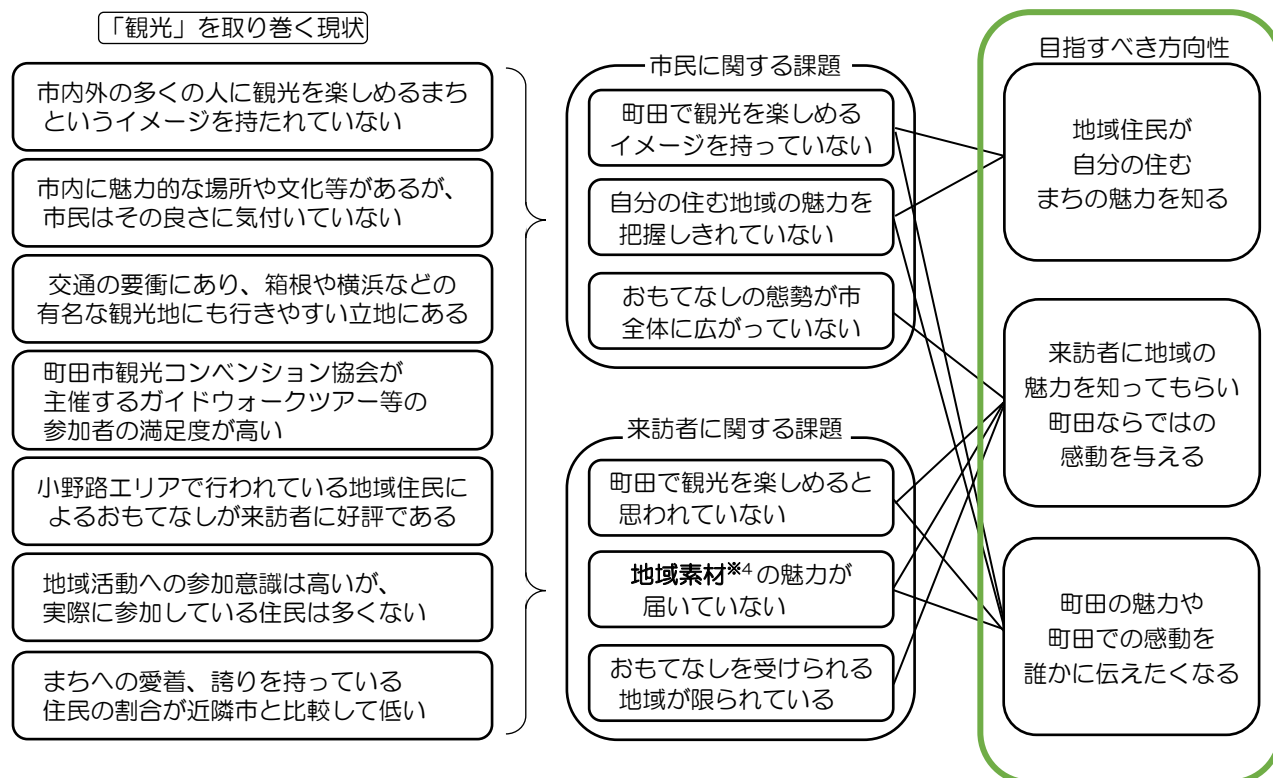 「観光」を取り巻く現状
市内外の多くの人に観光を楽しめるまち
というイメージを持たれていない
市内に魅力的な場所や文化等があるが、
市民はその良さに気付いていない
交通の要衝にあり、箱根や横浜などの
有名な観光地にも行きやすい立地にある
町田市観光コンベンション協会が
主催するガイドウォークツアー等の
参加者の満足度が高い
小野路エリアで行われている地域住民に
よるおもてなしが来訪者に好評である
地域活動への参加意識は高いが、
実際に参加している住民は多くない
まちへの愛着、誇りを持っている
住民の割合が近隣市と比較して低い
市民に関する課題
町田で観光を楽しめる
イメージを持っていない
自分の住む地域の魅力を
把握しきれていない
おもてなしの態勢が市
全体に広がっていない
来訪者に関する課題
町田で観光を楽しめると
思われていない
地域素材※4の魅力が
届いていない
おもてなしを受けられる
地域が限られている
目指すべき方向性
地域住民が
自分の住む
まちの魅力を知る
来訪者に地域の
魅力を知ってもらい
町田ならではの
感動を与える
町田の魅力や
町田での感動を
誰かに伝えたくなる